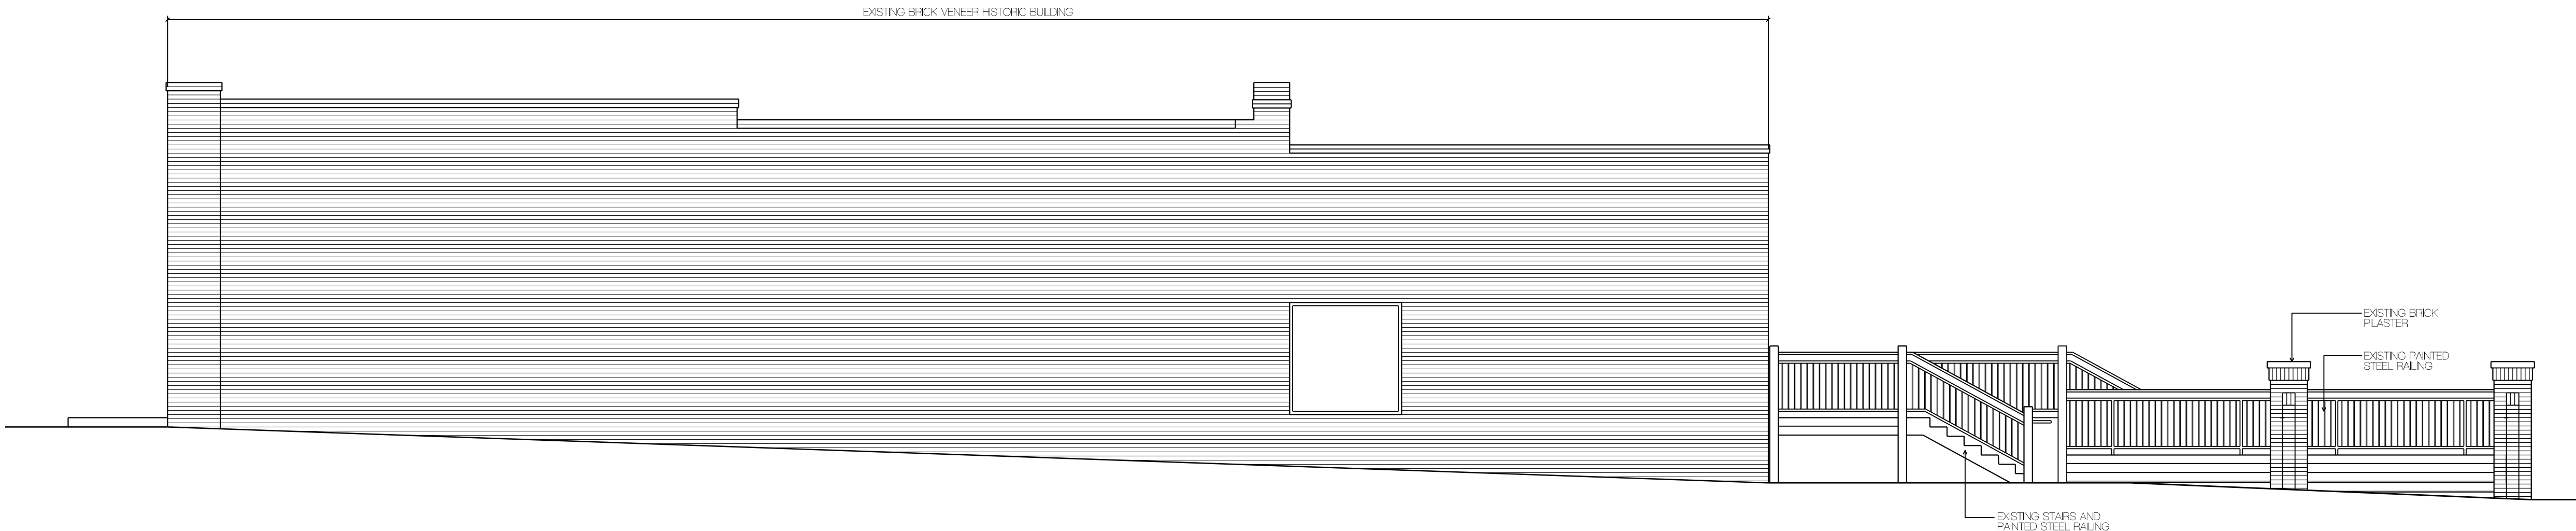 EXISTING BRICK VENEER HISTORIC BUILDING
EXISTING BRICK
PILASTER
EXISTING PAINTED
STEEL RAILING
EXISTING STAIRS AND
PAINTED STEEL RAILING